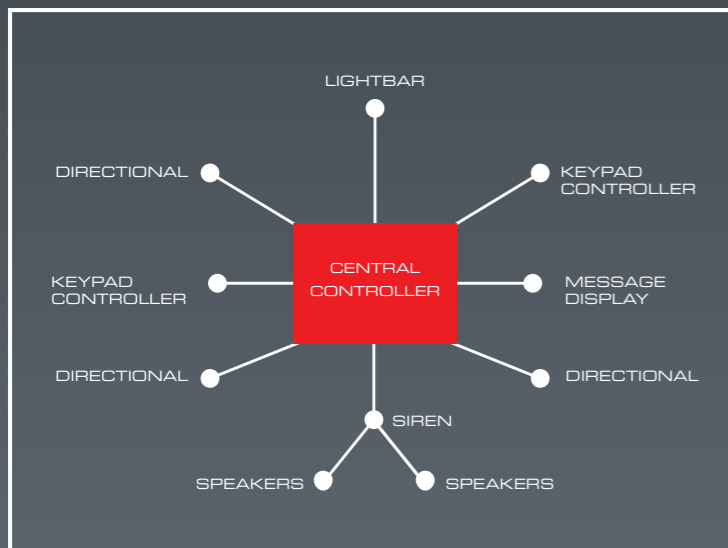 LIGHTBAR
DIRECTIONAL
KEYPAD
CONTROLLER
CENTRAL
CONTROLLER
KEYPAD
CONTROLLER
MESSAGE
DISPLAY
DIRECTIONAL
DIRECTIONAL
SIREN
SPEAKERS
SPEAKERS